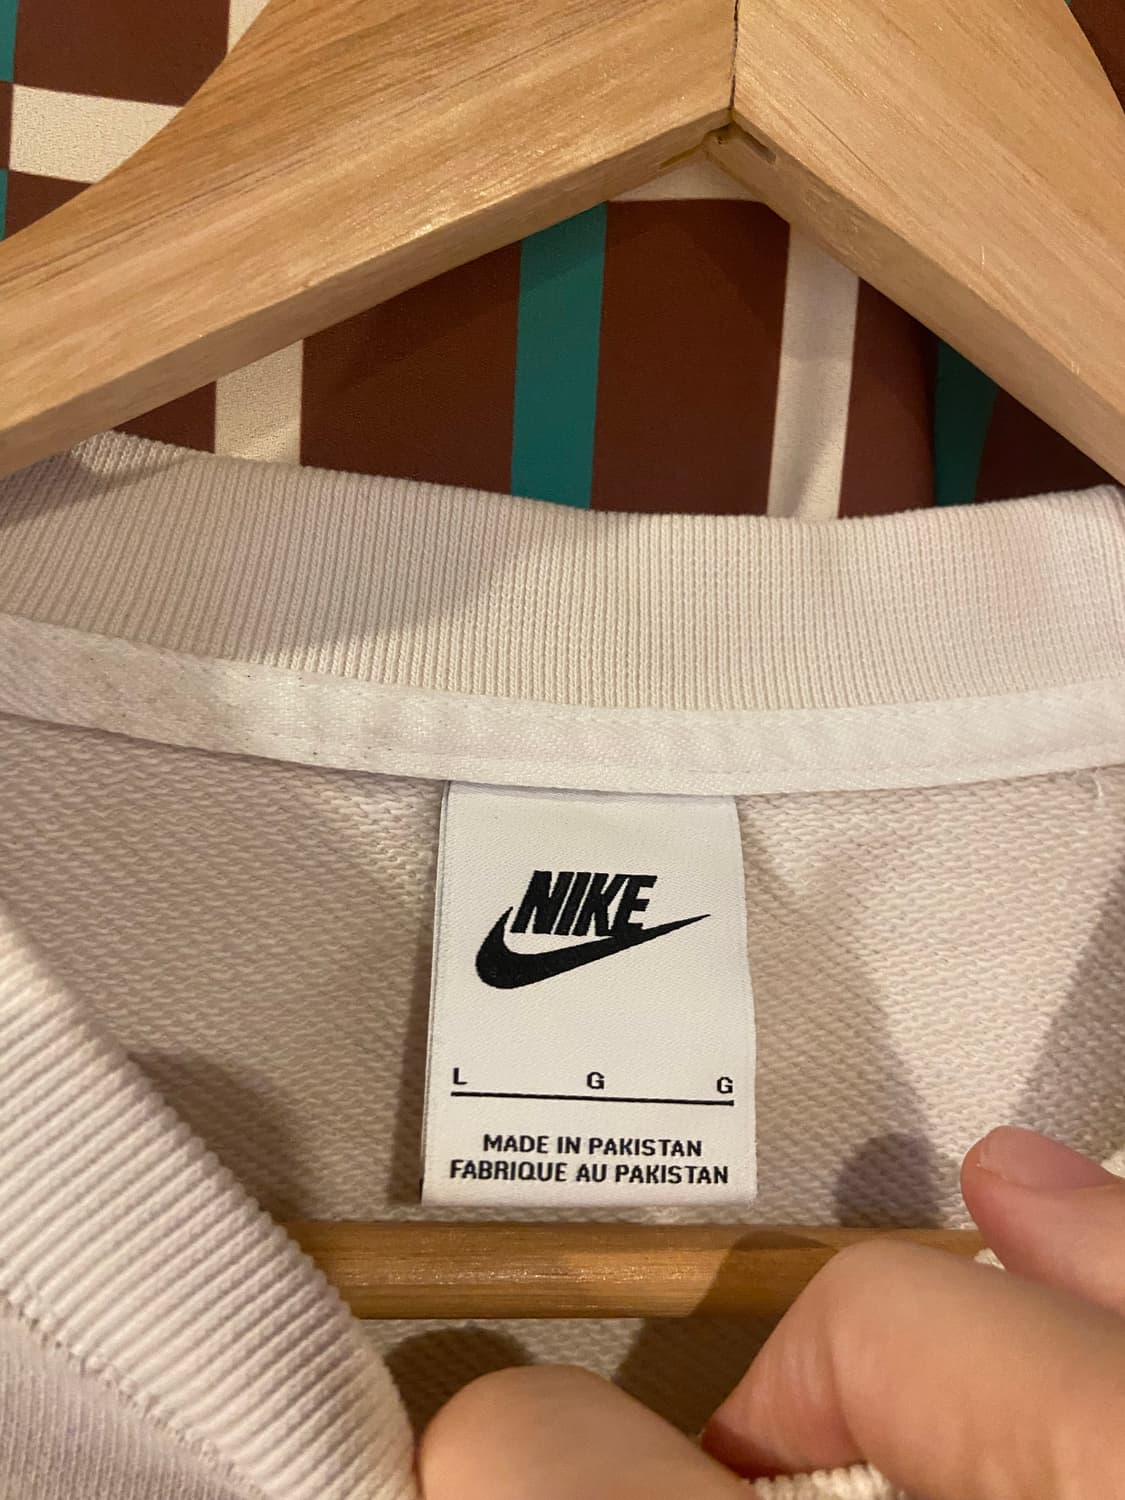 NIKE
L G G
MADE IN PAKISTAN
FABRIQUE AU PAKISTAN